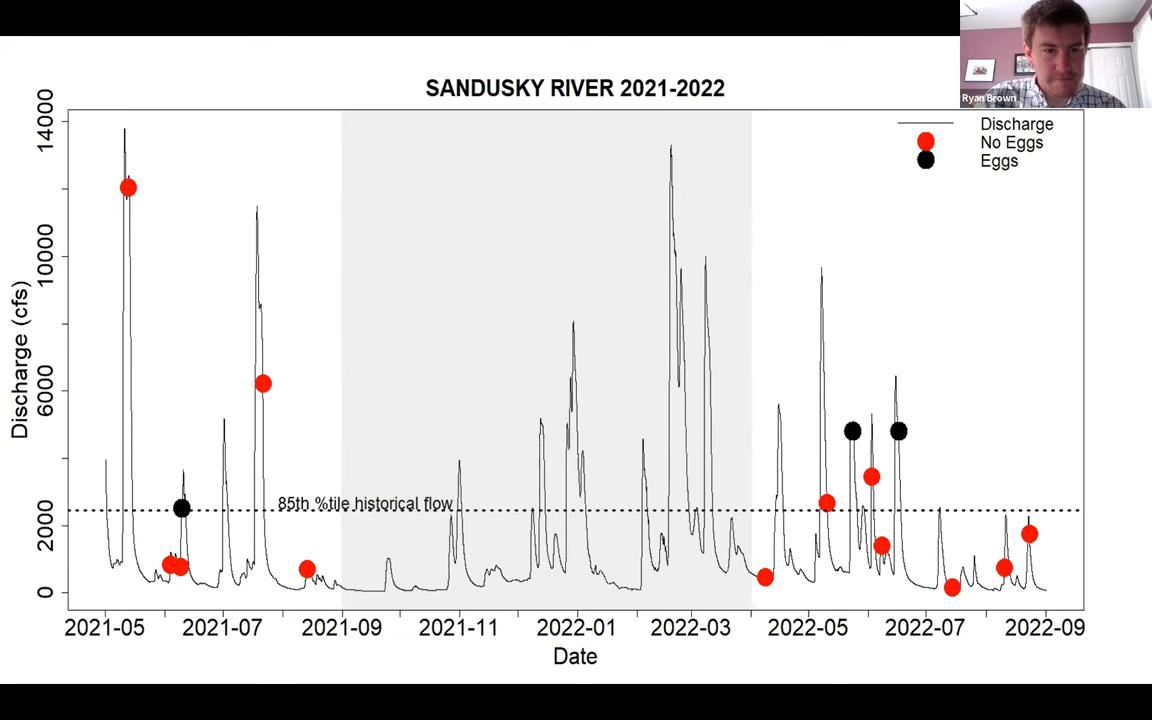 SANDUSKY RIVER 2021-2022
Ryan Brown
Discharge
No Eggs
Eggs
14000
10000
6000
2000
0
Discharge (cfs)
85th %tile historical flow
2021-05 2021-07 2021-09 2021-11 2022-01 2022-03 2022-05 2022-07 2022-09
Date